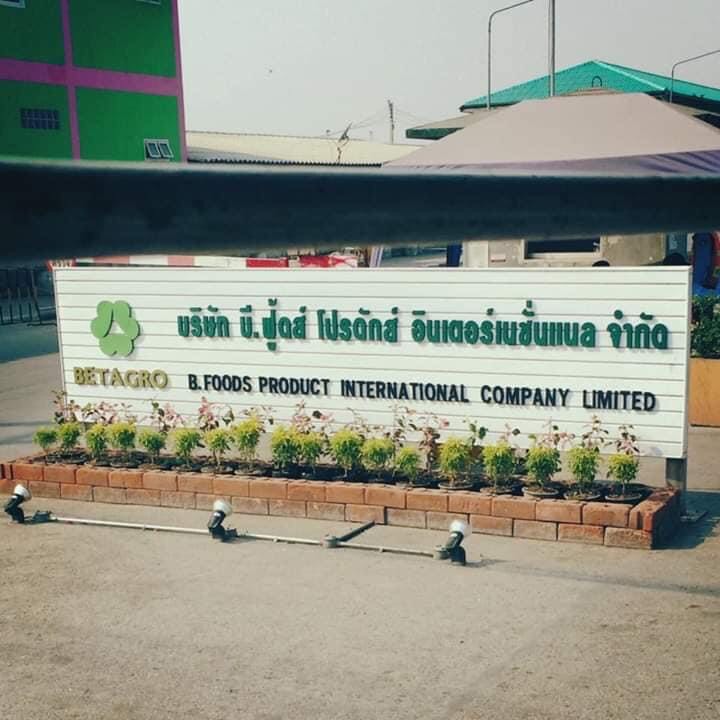 บริษัท บี.ฟู้ดส์ โปรดักส์ อินเตอร์เนชั่นแนล จำกัด
BETAGRO
B.FOODS PRODUCT INTERNATIONAL COMPANY LIMITED